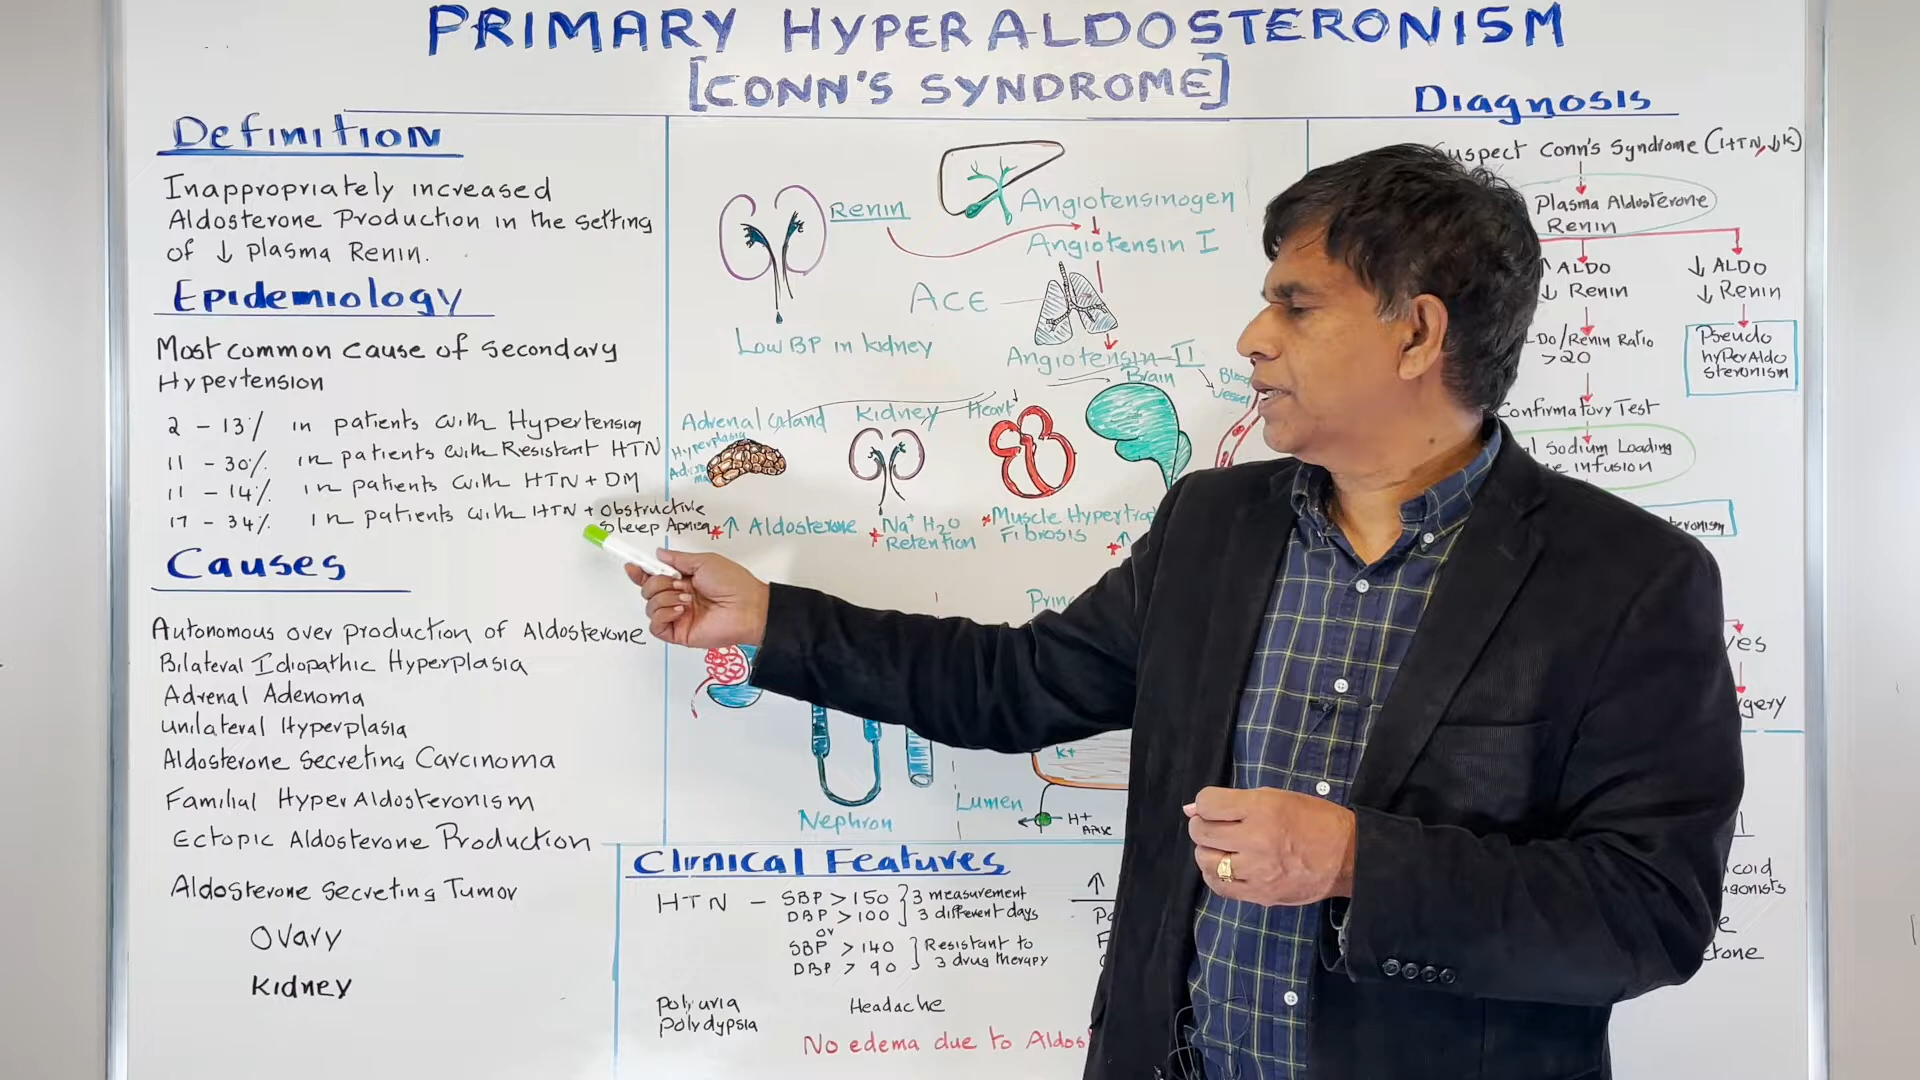 PRIMARY HYPERALDOSTERONISM
[CONN'S SYNDROME]
Definition
Inappropriately increased
Aldosterone Production in the setting
of ↓ plasma Renin.
Epidemiology
Most common cause of secondary
Hypertension
2 - 13% in patients with Hypertension
11 - 30% in patients with Resistant HTN
11 - 14% in patients with HTN + DM
17 - 34% in patients with HTN + Obstructive
Sleep Apnea
Causes
Autonomous over production of Aldosterone
Bilateral Idiopathic Hyperplasia
Adrenal Adenoma
Unilateral Hyperplasia
Aldosterone Secreting Carcinoma
Familial HyperAldosteronism
Ectopic Aldosterone Production
Aldosterone Secreting Tumor
Ovary
Kidney
Renin
Angiotensinogen
Angiotensin I
ACE
Low BP in kidney
Angiotensin II
Adrenal Gland
Hyperplasia
Kidney
Heart
Brain
vessel
* ↑ Aldosterone
* Na+ H2O
Retention
* Muscle
Fibrosis
* ↑
K+
Lumen
H+
Nephron
Clinical Features
HTN - SBP > 150 } 3 measurement
DBP > 100 } 3 different days
or
SBP > 140 } Resistant to
DBP > 90 } 3 drug therapy
polyuria
polydypsia
Headache
No edema due to
↑
Diagnosis
Conn's Syndrome (HTN, ↓K)
Plasma Aldosterone
Renin
↑ ALDO
↓ Renin
↓ ALDO
↓ Renin
/Renin Ratio
> 20
Pseudo
hyperAldo
steronism
Confirmatory Test
Sodium Loading
infusion